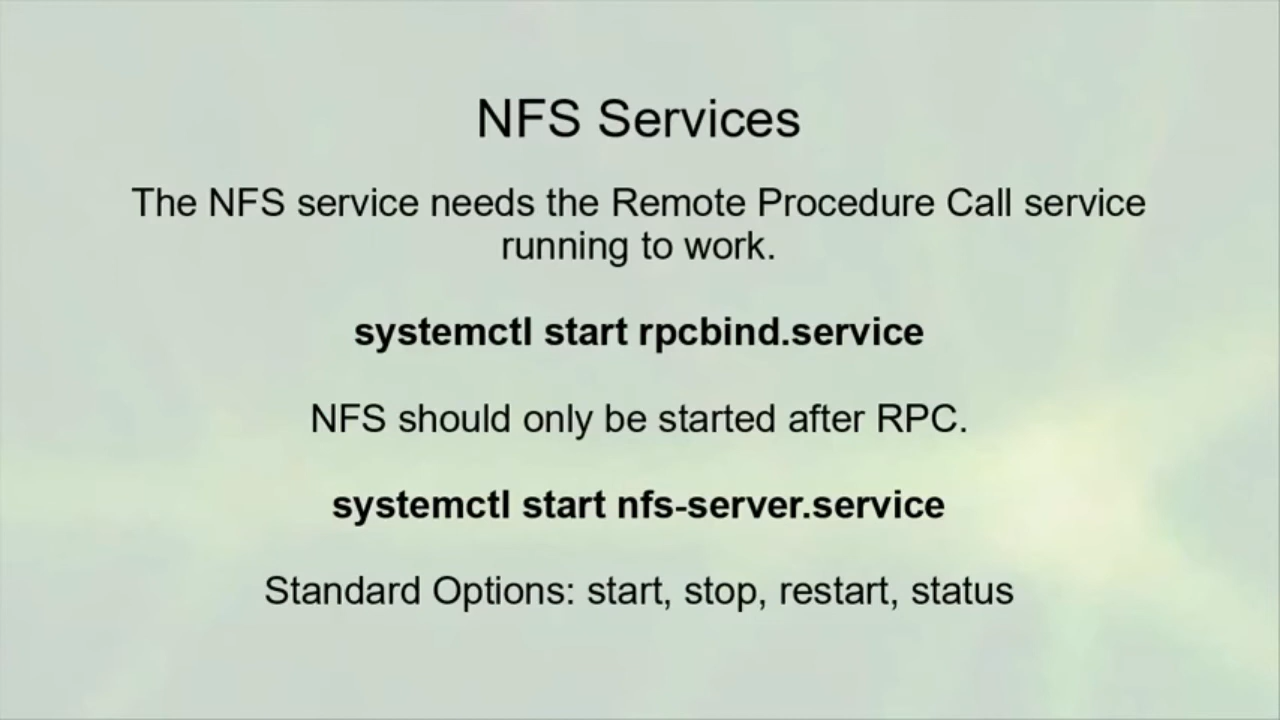 NFS Services
The NFS service needs the Remote Procedure Call service
running to work.
systemctl start rpcbind.service
NFS should only be started after RPC.
systemctl start nfs-server.service
Standard Options: start, stop, restart, status